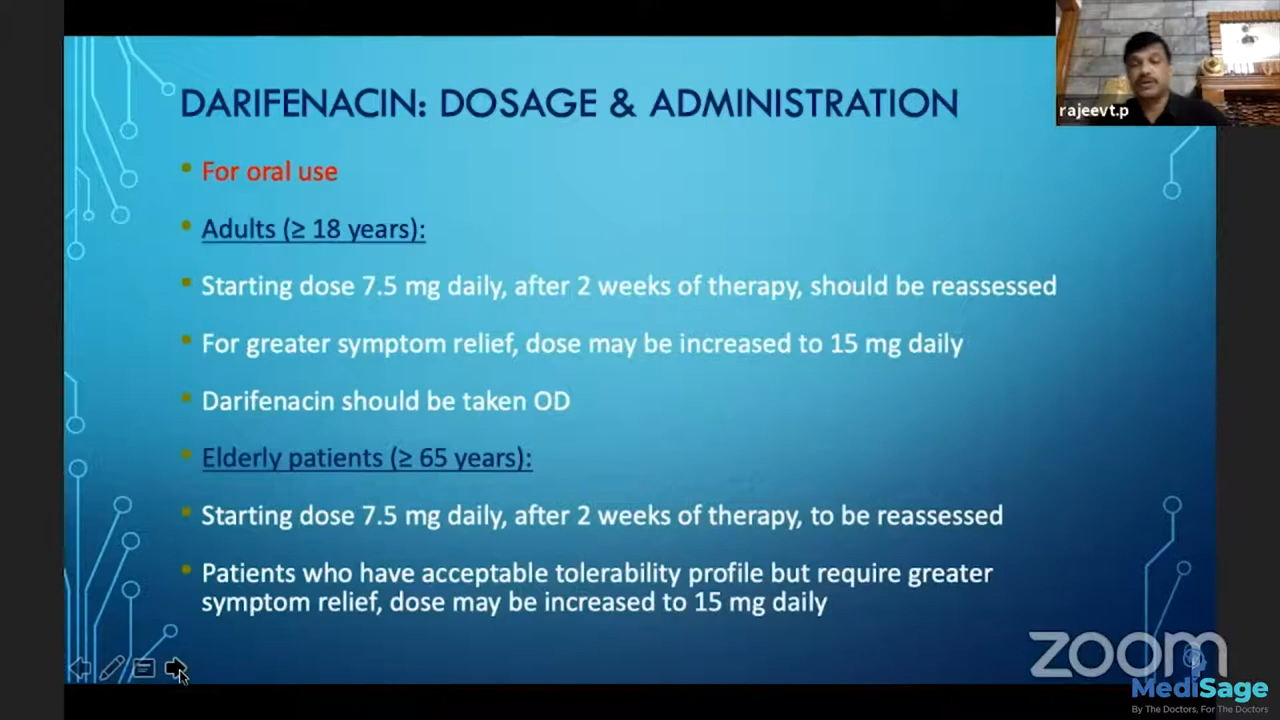 rajeevt.p
DARIFENACIN: DOSAGE & ADMINISTRATION
For oral use
Adults (≥ 18 years):
Starting dose 7.5 mg daily, after 2 weeks of therapy, should be reassessed
For greater symptom relief, dose may be increased to 15 mg daily
Darifenacin should be taken OD
Elderly patients (≥ 65 years):
Starting dose 7.5 mg daily, after 2 weeks of therapy, to be reassessed
Patients who have acceptable tolerability profile but require greater
symptom relief, dose may be increased to 15 mg daily
zoom
MediSage
By The Doctors, For The Doctors